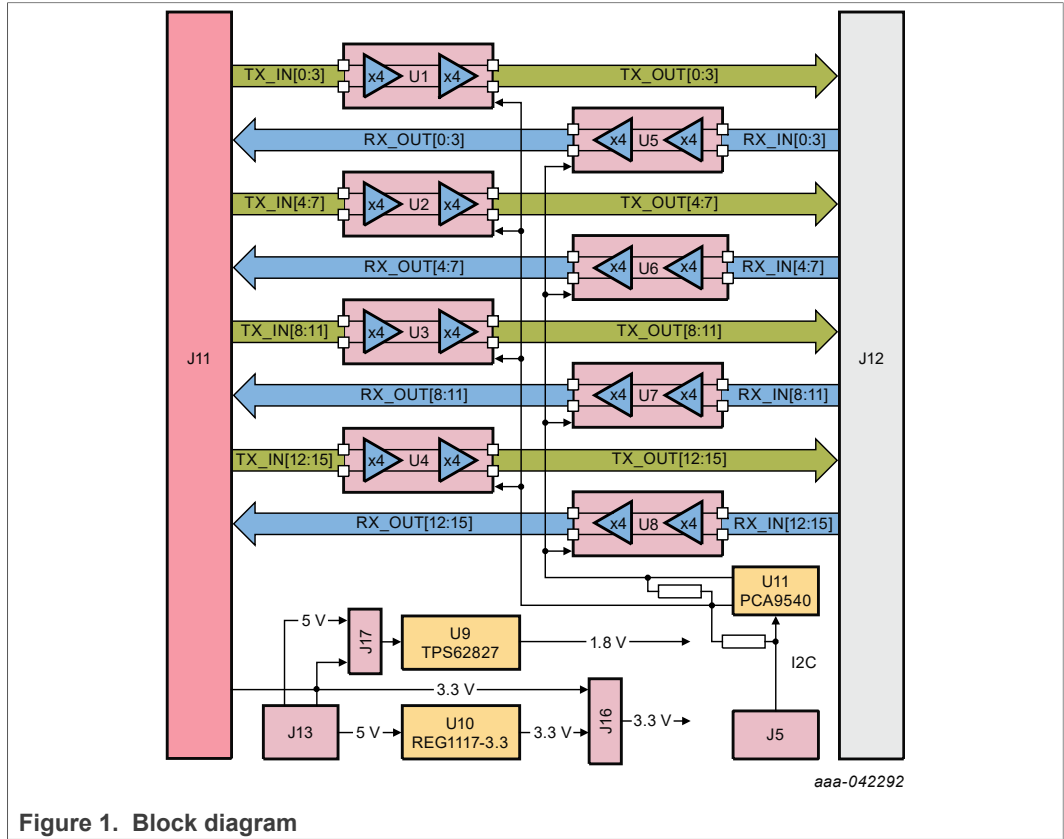 TX_IN[0:3]
x4
U1
x4
TX_OUT[0:3]
RX_OUT[0:3]
x4
U5
x4
RX_IN[0:3]
TX_IN[4:7]
x4
U2
x4
TX_OUT[4:7]
RX_OUT[4:7]
x4
U6
x4
RX_IN[4:7]
TX_IN[8:11]
x4
U3
x4
TX_OUT[8:11]
J11
J12
RX_OUT[8:11]
x4
U7
x4
RX_IN[8:11]
TX_IN[12:15]
x4
U4
x4
TX_OUT[12:15]
RX_OUT[12:15]
x4
U8
x4
RX_IN[12:15]
U11
PCA9540
5 V
J17
U9
TPS62827
1.8 V
I2C
3.3 V
J13
5 V
U10
REG1117-3.3
3.3 V
J16
3.3 V
J5
aaa-042292
Figure 1. Block diagram